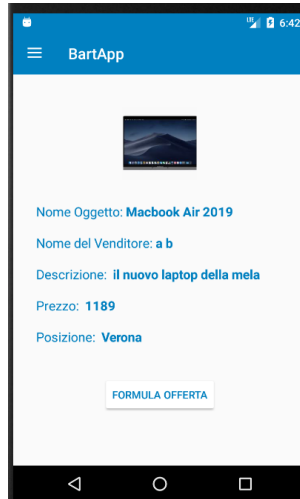 LTE 6:42
BartApp
Nome Oggetto: Macbook Air 2019
Nome del Venditore: a b
Descrizione: il nuovo laptop della mela
Prezzo: 1189
Posizione: Verona
FORMULA OFFERTA